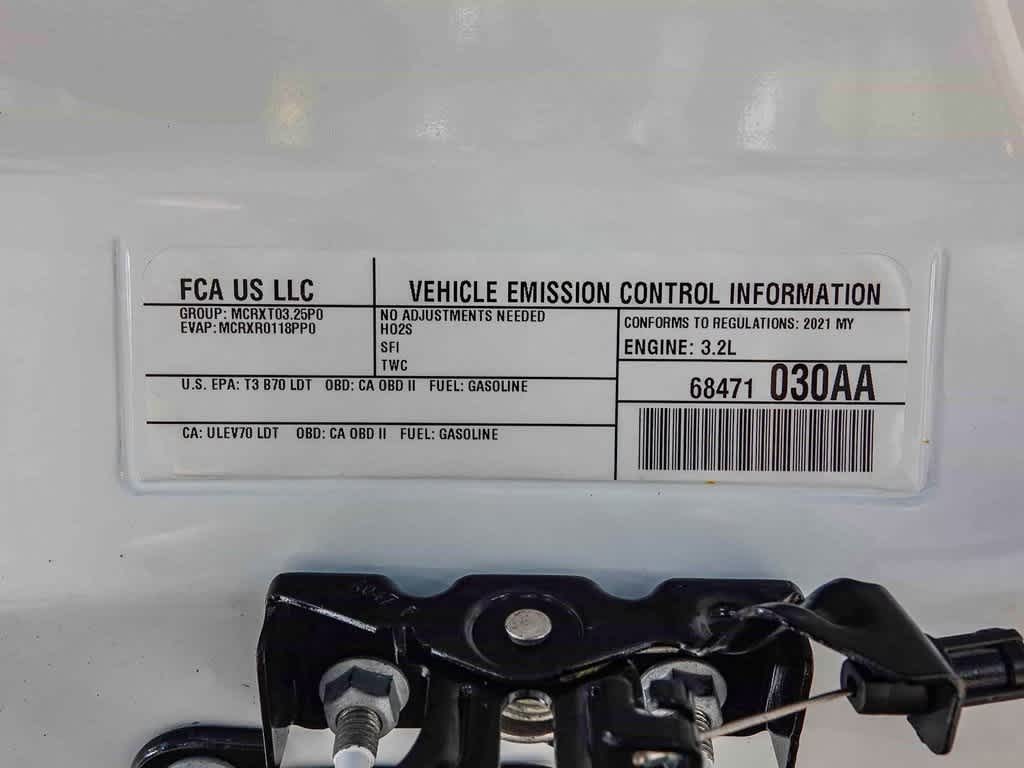 FCA US LLC
GROUP: MCRXT03.25P0
EVAP: MCRXR0118PP0
VEHICLE EMISSION CONTROL INFORMATION
NO ADJUSTMENTS NEEDED
HO2S
SFI
TWC
CONFORMS TO REGULATIONS: 2021 MY
ENGINE: 3.2L
68471 030AA
U.S. EPA: T3 B70 LDT OBD: CA OBD II FUEL: GASOLINE
CA: ULEV70 LDT OBD: CA OBD II FUEL: GASOLINE